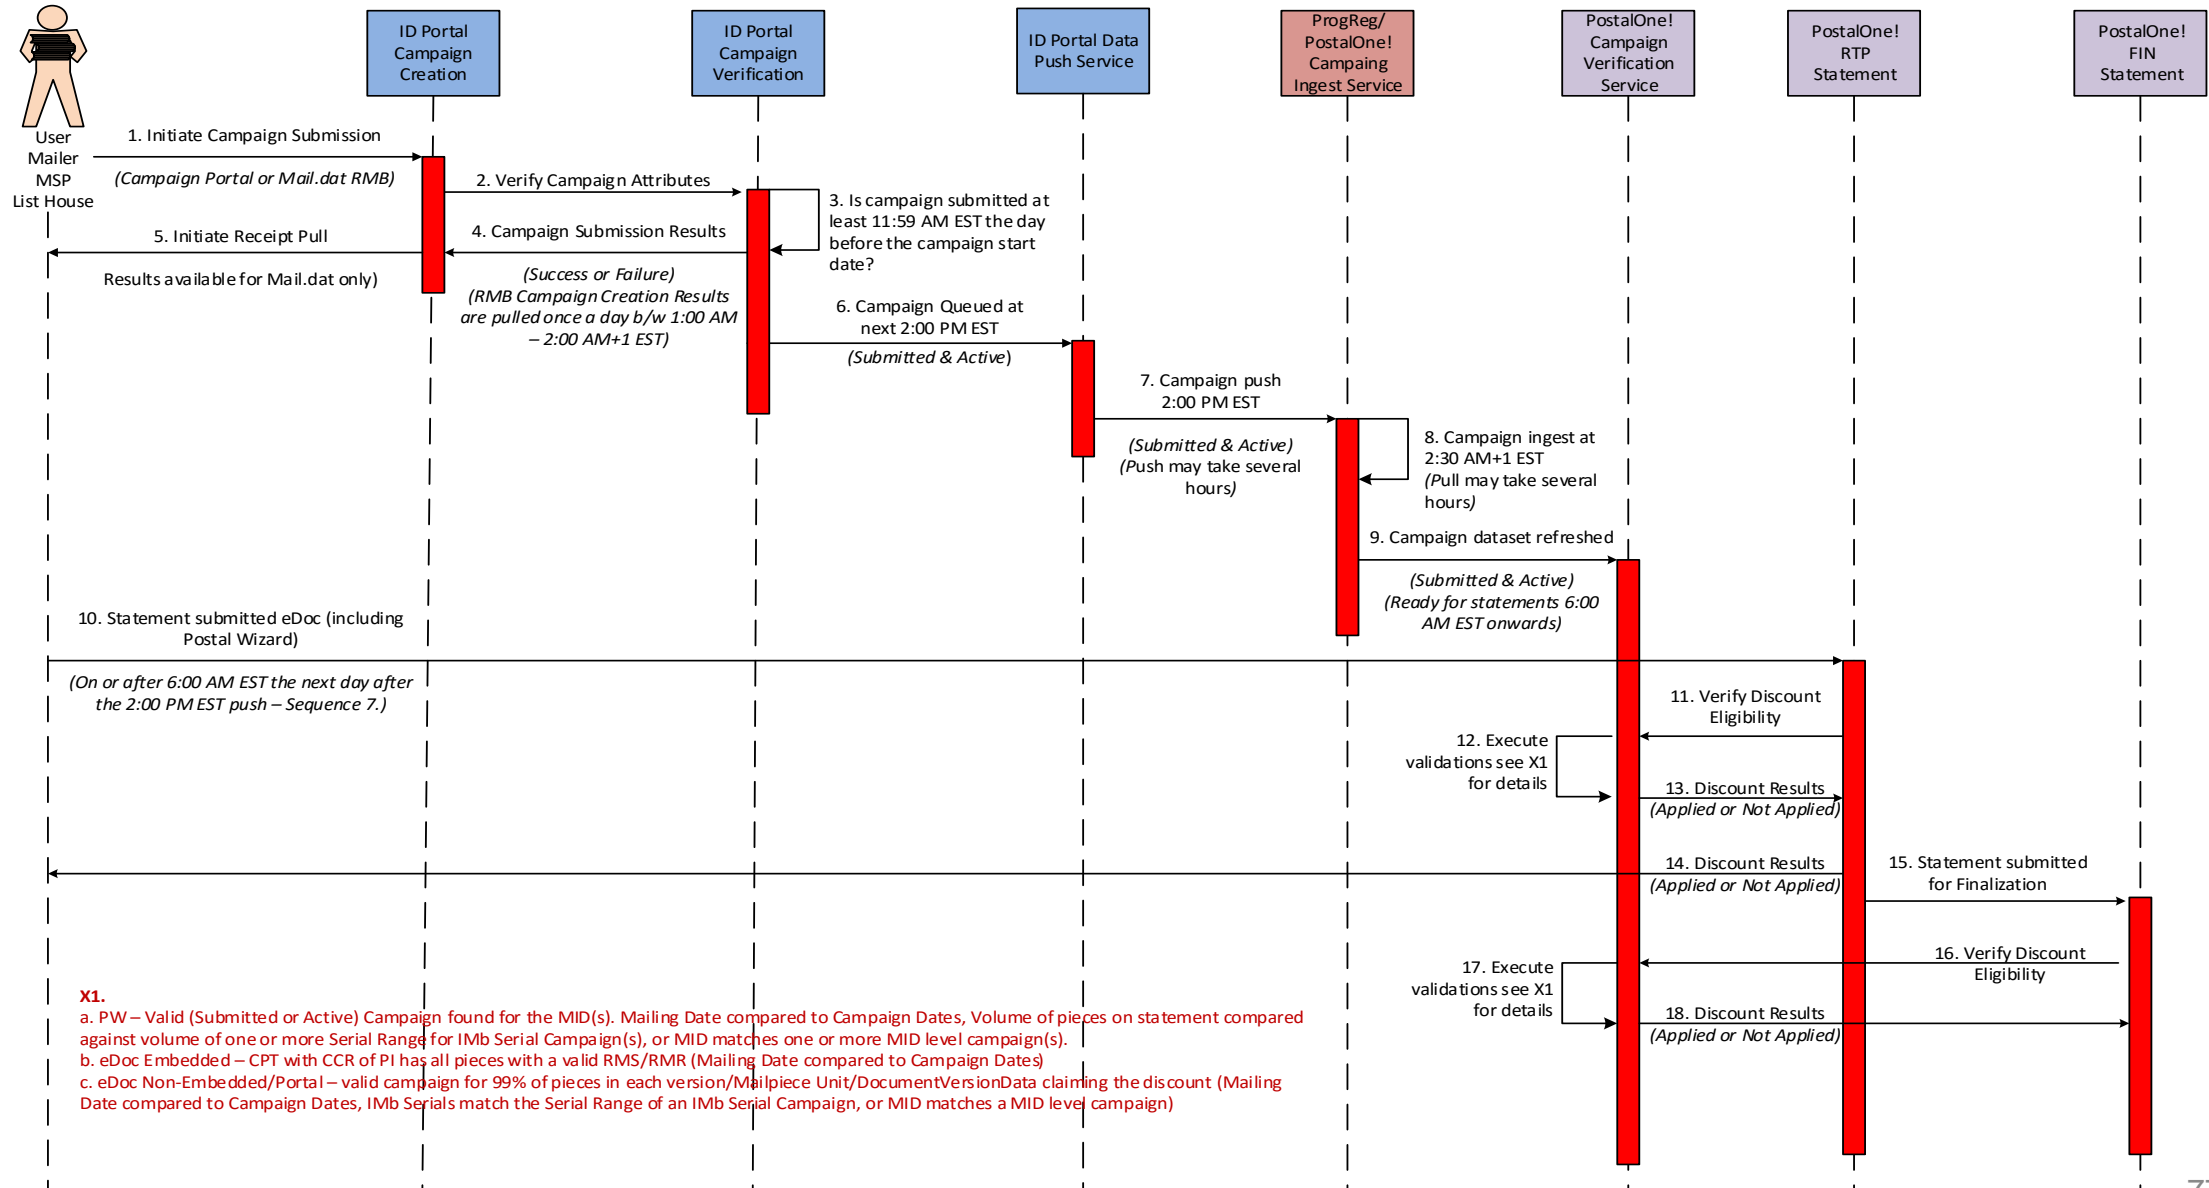 ID Portal
Campaign
Creation
ID Portal
Campaign
Verification
ID Portal Data
Push Service
ProgReg/
PostalOne!
Campaing
Ingest Service
PostalOne!
Campaign
Verification
Service
PostalOne!
RTP
Statement
PostalOne!
FIN
Statement
User
Mailer
MSP
List House
1. Initiate Campaign Submission
(Campaign Portal or Mail.dat RMB)
2. Verify Campaign Attributes
3. Is campaign submitted at
least 11:59 AM EST the day
before the campaign start
date?
5. Initiate Receipt Pull
4. Campaign Submission Results
Results available for Mail.dat only)
(Success or Failure)
(RMB Campaign Creation Results
are pulled once a day b/w 1:00 AM
– 2:00 AM+1 EST)
6. Campaign Queued at
next 2:00 PM EST
(Submitted & Active)
7. Campaign push
2:00 PM EST
(Submitted & Active)
(Push may take several
hours)
8. Campaign ingest at
2:30 AM+1 EST
(Pull may take several
hours)
9. Campaign dataset refreshed
(Submitted & Active)
(Ready for statements 6:00
AM EST onwards)
10. Statement submitted eDoc (including
Postal Wizard)
(On or after 6:00 AM EST the next day after
the 2:00 PM EST push – Sequence 7.)
11. Verify Discount
Eligibility
12. Execute
validations see X1
for details
13. Discount Results
(Applied or Not Applied)
14. Discount Results
(Applied or Not Applied)
15. Statement submitted
for Finalization
16. Verify Discount
Eligibility
17. Execute
validations see X1
for details
18. Discount Results
(Applied or Not Applied)
X1.
a. PW – Valid (Submitted or Active) Campaign found for the MID(s). Mailing Date compared to Campaign Dates, Volume of pieces on statement compared
against volume of one or more Serial Range for IMb Serial Campaign(s), or MID matches one or more MID level campaign(s).
b. eDoc Embedded – CPT with CCR of PI has all pieces with a valid RMS/RMR (Mailing Date compared to Campaign Dates)
c. eDoc Non-Embedded/Portal – valid campaign for 99% of pieces in each version/Mailpiece Unit/DocumentVersionData claiming the discount (Mailing
Date compared to Campaign Dates, IMb Serials match the Serial Range of an IMb Serial Campaign, or MID matches a MID level campaign)